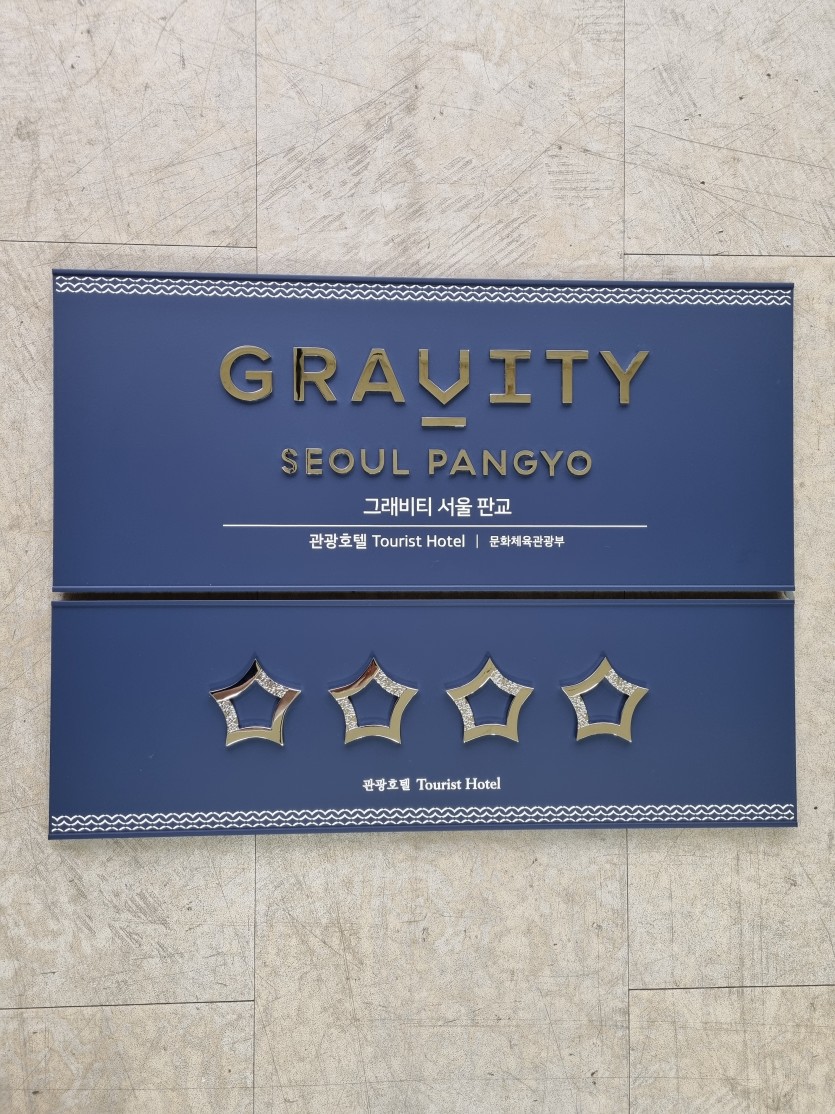 GRAVITY
SEOUL PANGYO
그래비티 서울 판교
관광호텔 Tourist Hotel | 문화체육관광부
관광호텔 Tourist Hotel